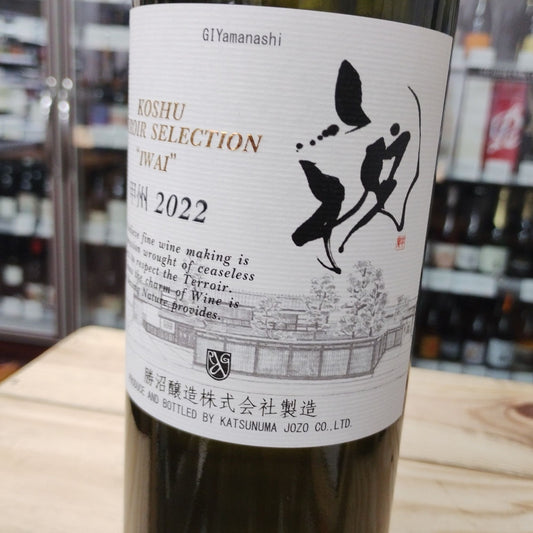 GIYamanashi
KOSHU
SELECTION
"IWAI"
甲州 2022
祝
fine wine making is
wrought of ceaseless
respect the Terroir.
the charm of Wine is
Nature provides.
勝沼醸造株式会社製造
AND BOTTLED BY KATSUNUMA JOZO CO.,LTD.